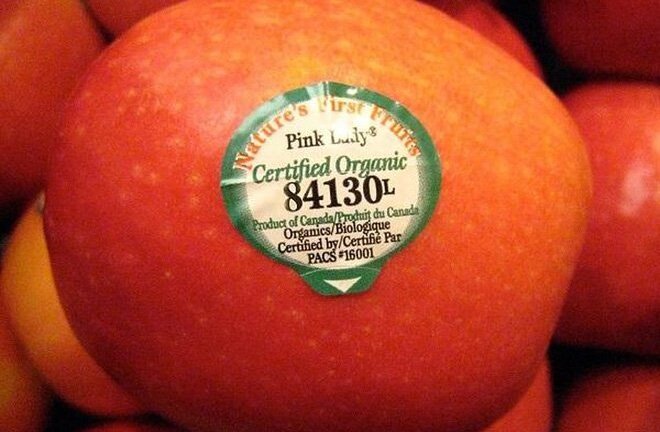 Nature's First Fruits
Pink Lady®
Certified Organic
84130L
Product of Canada/Produit du Canada
Organics/Biologique
Certified by/Certifié Par
PACS #16001